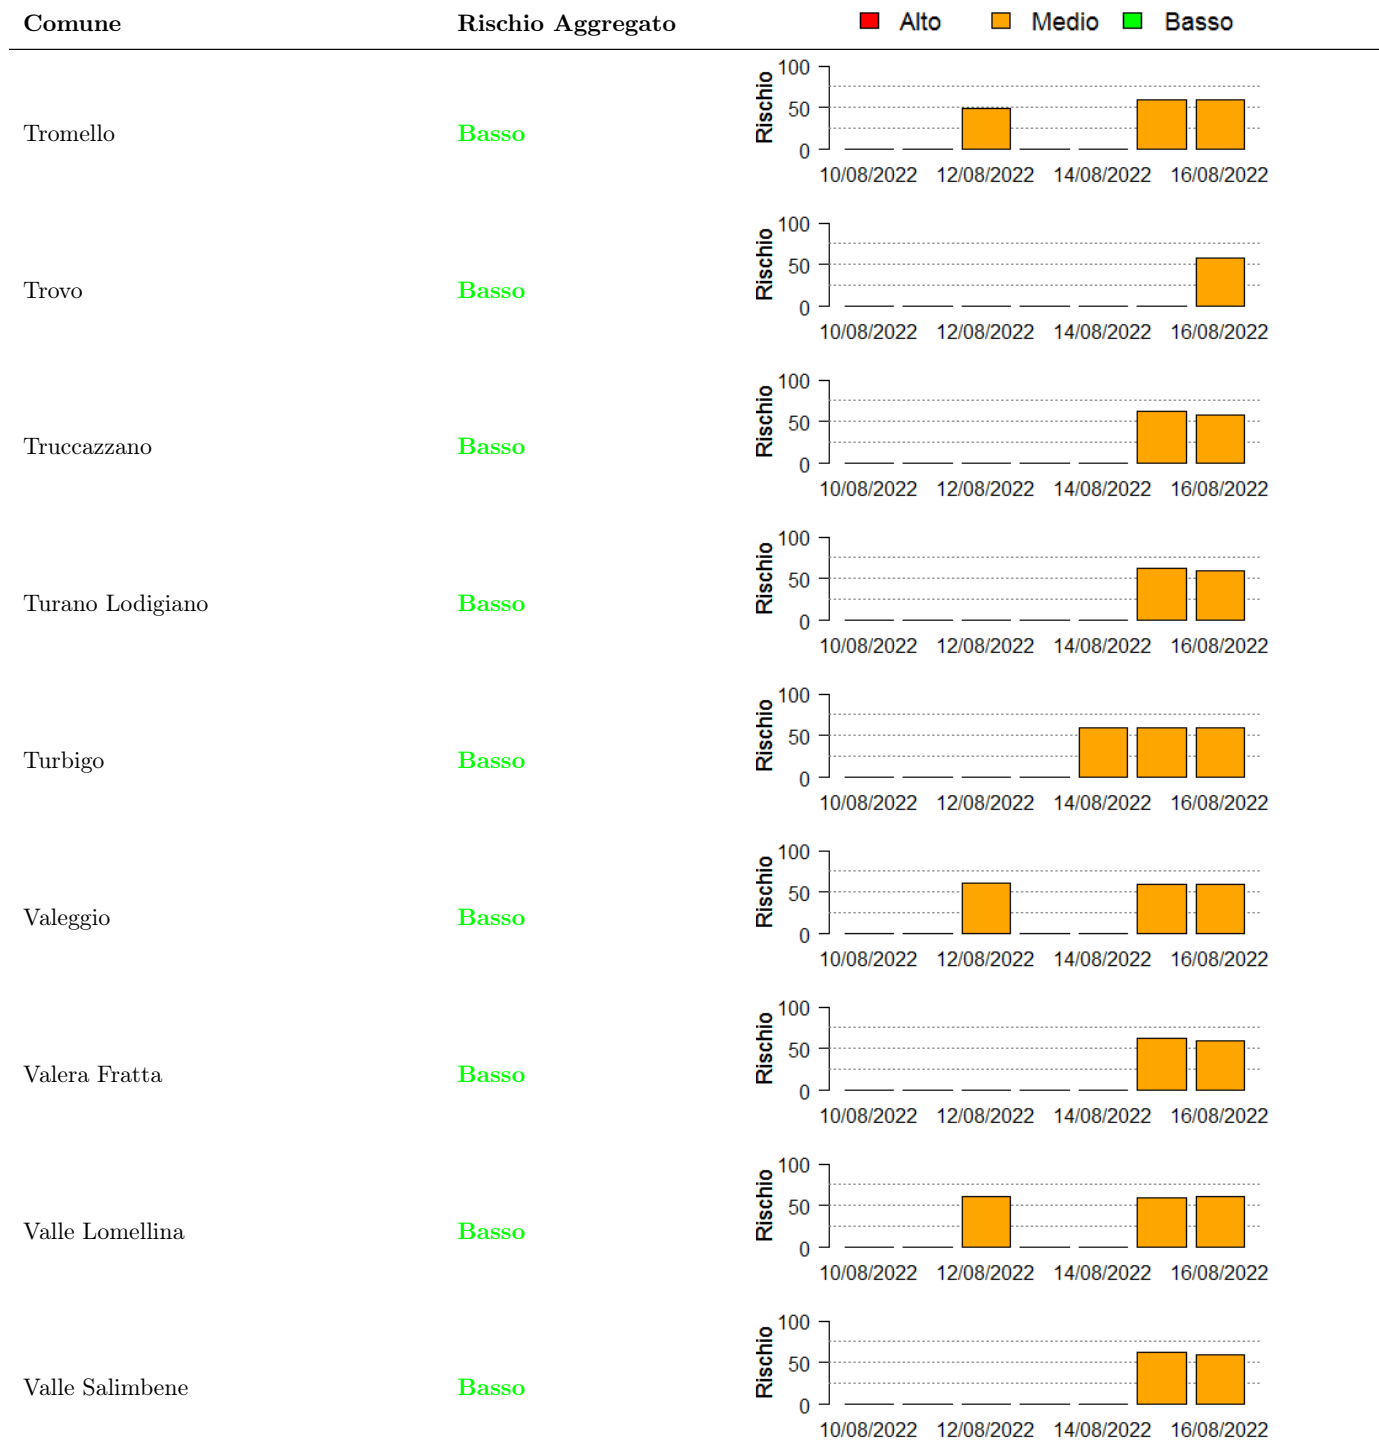 Comune Rischio Aggregato Alto Medio Basso
Tromello Basso Rischio 100 50 0
10/08/2022 12/08/2022 14/08/2022 16/08/2022
Trovo Basso Rischio 100 50 0
10/08/2022 12/08/2022 14/08/2022 16/08/2022
Truccazzano Basso Rischio 100 50 0
10/08/2022 12/08/2022 14/08/2022 16/08/2022
Turano Lodigiano Basso Rischio 100 50 0
10/08/2022 12/08/2022 14/08/2022 16/08/2022
Turbigo Basso Rischio 100 50 0
10/08/2022 12/08/2022 14/08/2022 16/08/2022
Valeggio Basso Rischio 100 50 0
10/08/2022 12/08/2022 14/08/2022 16/08/2022
Valera Fratta Basso Rischio 100 50 0
10/08/2022 12/08/2022 14/08/2022 16/08/2022
Valle Lomellina Basso Rischio 100 50 0
10/08/2022 12/08/2022 14/08/2022 16/08/2022
Valle Salimbene Basso Rischio 100 50 0
10/08/2022 12/08/2022 14/08/2022 16/08/2022